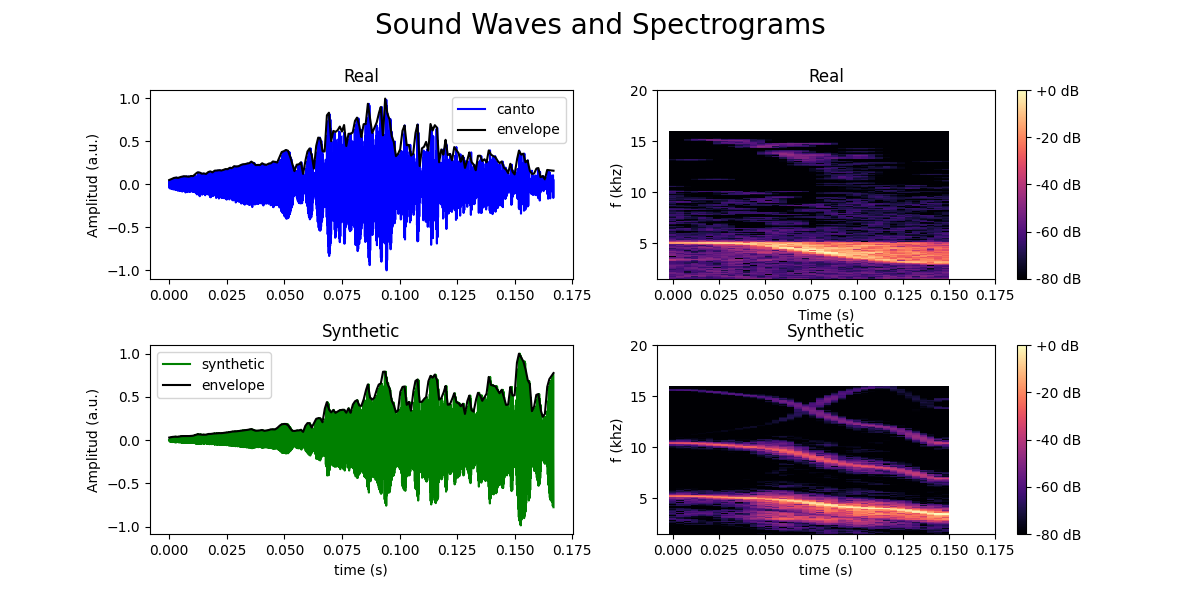 Sound Waves and Spectrograms
Real
Amplitud (a.u.)
1.0
0.5
0.0
−0.5
−1.0
canto
envelope
0.000 0.025 0.050 0.075 0.100 0.125 0.150 0.175
Real
f (khz)
20
15
10
5
0.000 0.025 0.050 0.075 0.100 0.125 0.150 0.175
Time (s)
+0 dB
-20 dB
-40 dB
-60 dB
-80 dB
Synthetic
Amplitud (a.u.)
1.0
0.5
0.0
−0.5
−1.0
synthetic
envelope
0.000 0.025 0.050 0.075 0.100 0.125 0.150 0.175
time (s)
Synthetic
f (khz)
20
15
10
5
0.000 0.025 0.050 0.075 0.100 0.125 0.150 0.175
time (s)
+0 dB
-20 dB
-40 dB
-60 dB
-80 dB